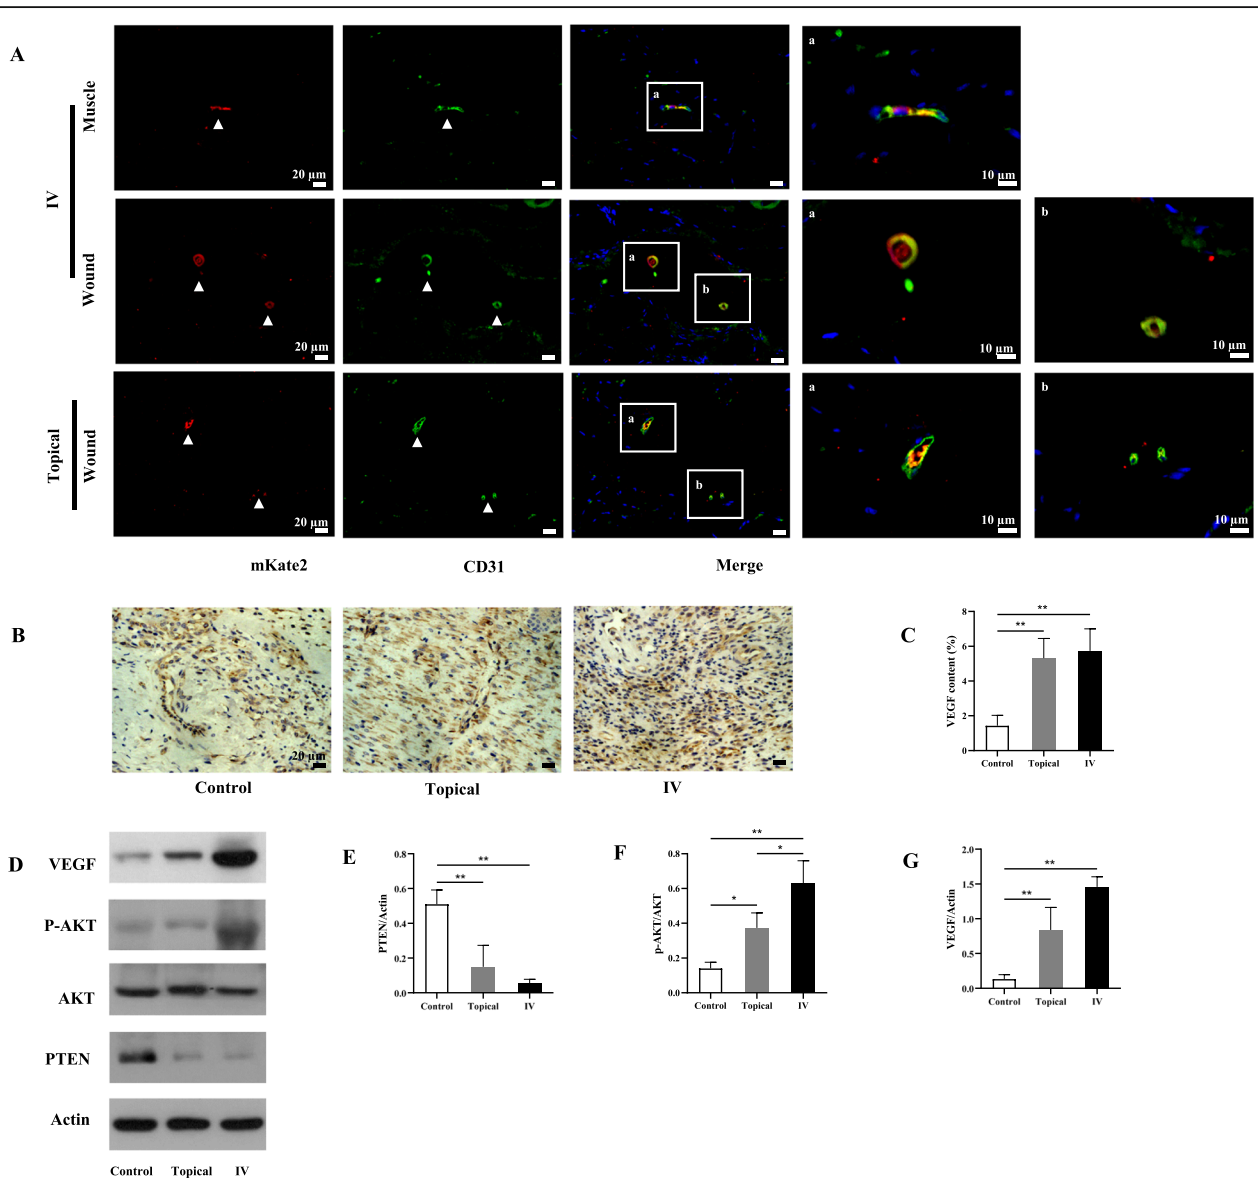 A
IV
Muscle
Wound
Topical
Wound
20 µm
a
a
10 µm
20 µm
a
b
a
10 µm
b
10 µm
20 µm
a
b
a
10 µm
b
10 µm
mKate2 CD31 Merge
B
20 µm
Control Topical IV
C
VEGF content (%)
8
6
4
2
0
**
**
Control Topical IV
D
VEGF
P-AKT
AKT
PTEN
Actin
Control Topical IV
E
PTEN/Actin
0.8
0.6
0.4
0.2
0.0
**
**
Control Topical IV
F
p-AKT/AKT
0.8
0.6
0.4
0.2
0.0
**
*
*
Control Topical IV
G
VEGF/Actin
2.0
1.5
1.0
0.5
0.0
**
**
Control Topical IV